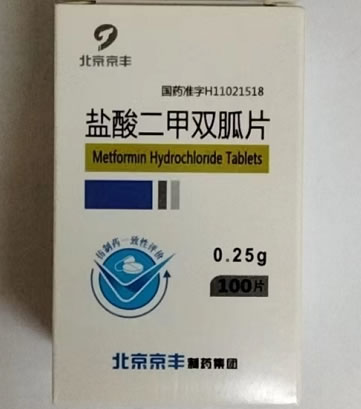 北京京丰
国药准字H11021518
盐酸二甲双胍片
Metformin Hydrochloride Tablets
仿制药一致性评价
0.25g
100片
北京京丰制药集团